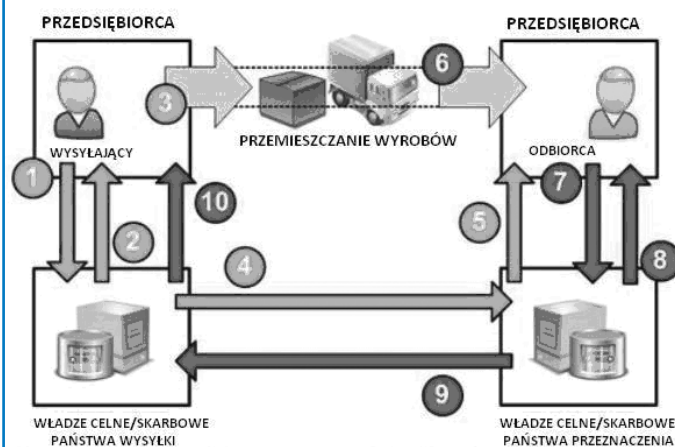 PRZEDSIĘBIORCA
PRZEDSIĘBIORCA
3
6
PRZEMIESZCZANIE WYROBÓW
WYSYŁAJĄCY
ODBIORCA
1
2
10
5
7
8
4
9
WŁADZE CELNE/SKARBOWE
PAŃSTWA WYSYŁKI
WŁADZE CELNE/SKARBOWE
PAŃSTWA PRZEZNACZENIA